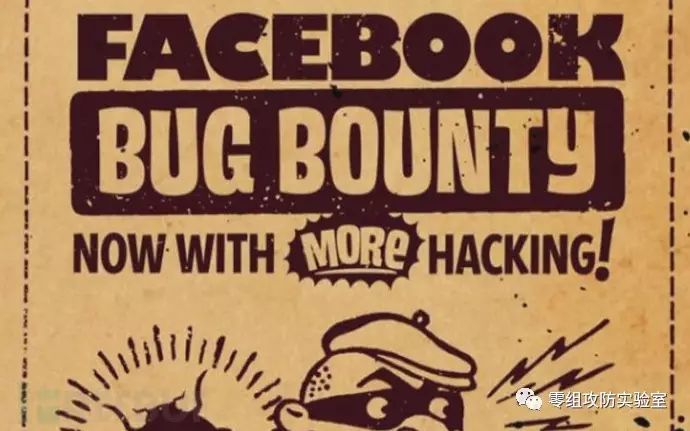 FACEBOOK
BUG BOUNTY
NOW WITH MORE HACKING!
零组攻防实验室